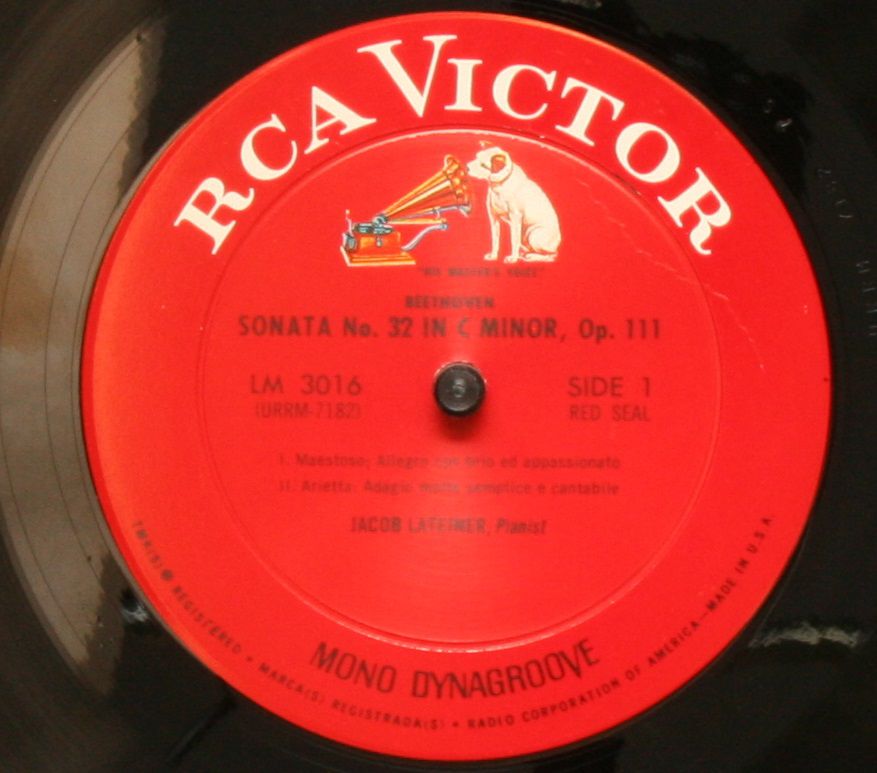 RCA VICTOR
"HIS MASTER'S VOICE"
BEETHOVEN
SONATA No. 32 IN C MINOR, Op. 111
LM 3016
(URRM-7182)
SIDE 1
RED SEAL
I. Maestoso; Allegro con brio ed appassionato
II. Arietta: Adagio molto semplice e cantabile
JACOB LATEINER, Pianist
MONO DYNAGROOVE
TMK(S) ® REGISTERED • MARCA(S) REGISTRADA(S) • RADIO CORPORATION OF AMERICA—MADE IN U.S.A.